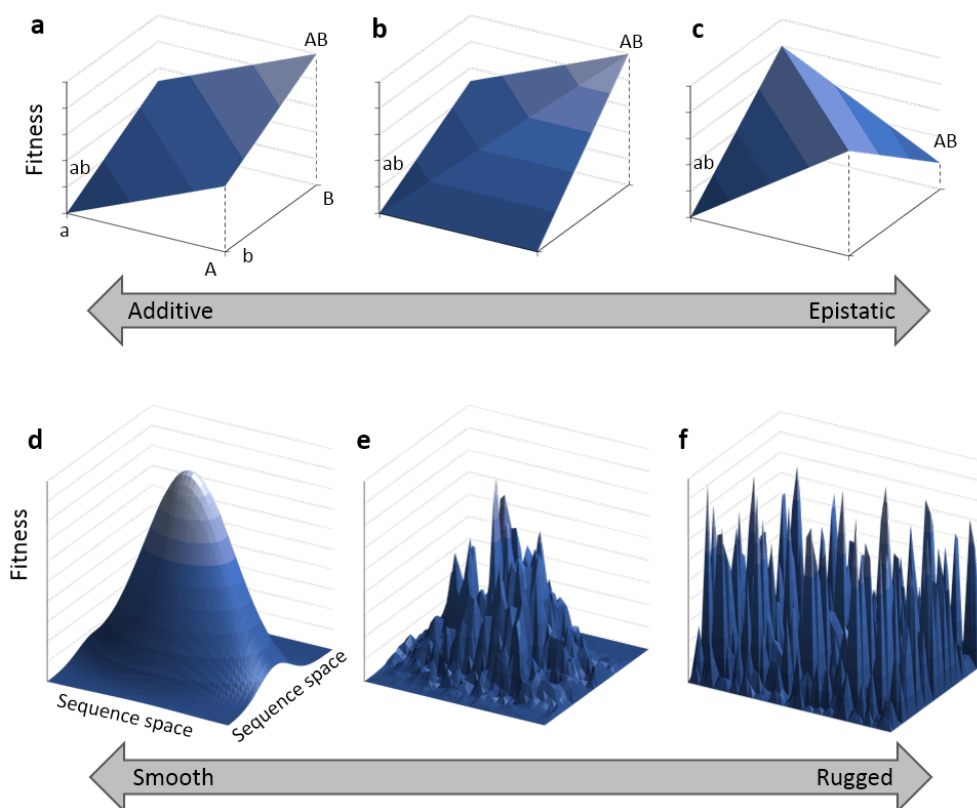 a
b
c
AB
AB
AB
Fitness
ab
ab
ab
a
A
b
B
Additive
Epistatic
d
e
f
Fitness
Sequence space
Sequence space
Smooth
Rugged